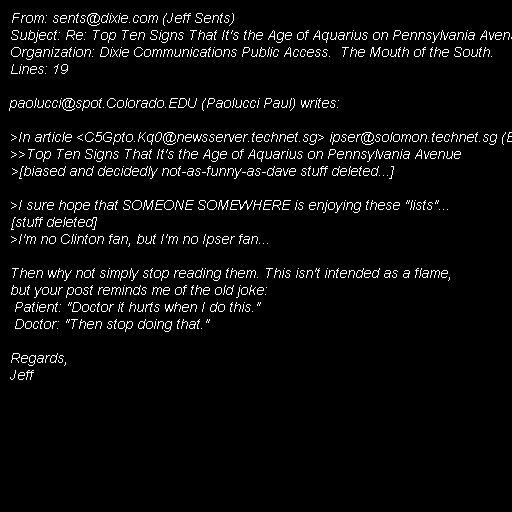 From: sents@dixie.com (Jeff Sents)
Subject: Re: Top Ten Signs That It's the Age of Aquarius on Pennsylvania
Organization: Dixie Communications Public Access.  The Mouth of the South.
Lines: 19

paolucci@spot.Colorado.EDU (Paolucci Paul) writes:

>In article <C5Gpto.Kq0@newsserver.technet.sg> ipser@solomon.technet.sg
>>Top Ten Signs That It's the Age of Aquarius on Pennsylvania Avenue
>[biased and decidedly not-as-funny-as-dave stuff deleted...]

>I sure hope that SOMEONE SOMEWHERE is enjoying these "lists"...
[stuff deleted]
>I'm no Clinton fan, but I'm no Ipser fan...

Then why not simply stop reading them. This isn't intended as a flame,
but your post reminds me of the old joke:
 Patient: "Doctor it hurts when I do this."
 Doctor: "Then stop doing that."

Regards,
Jeff